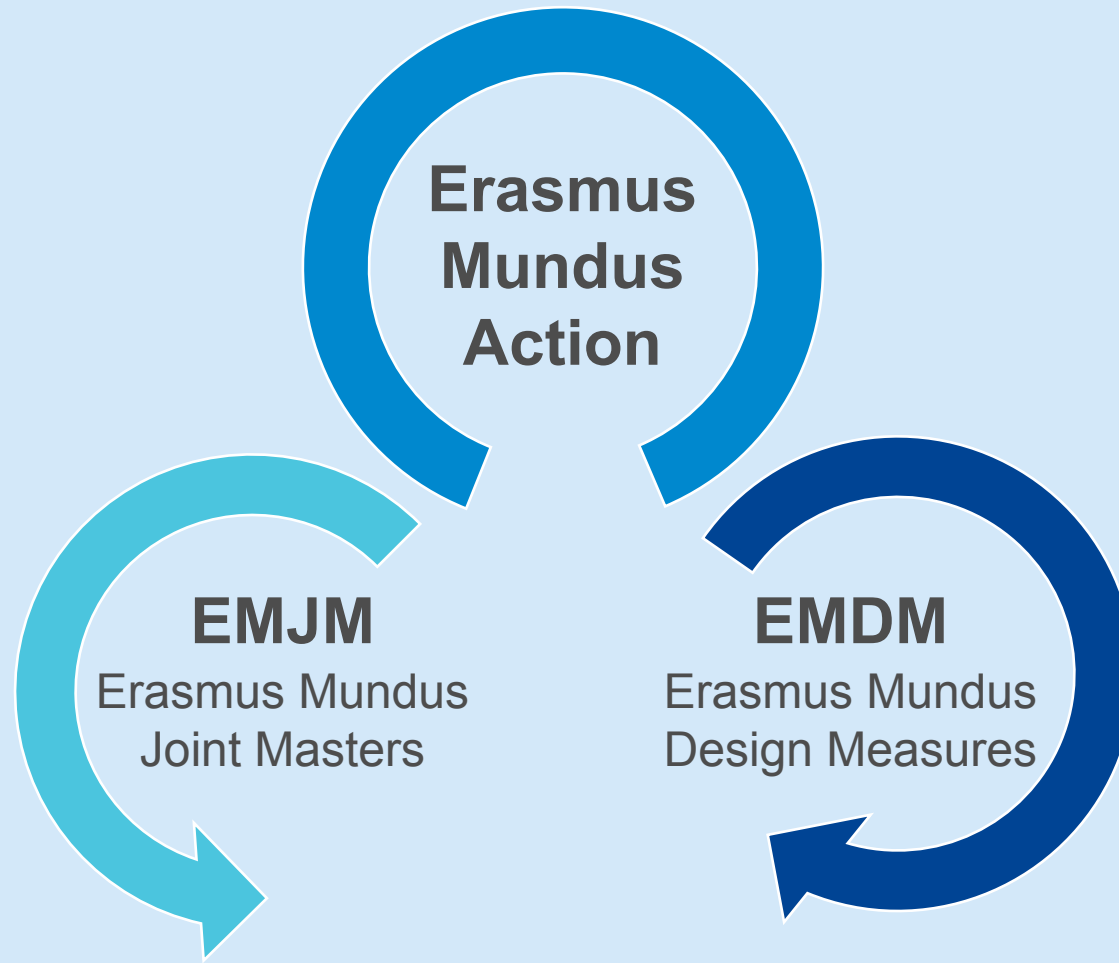 Erasmus
Mundus
Action
EMJM
Erasmus Mundus
Joint Masters
EMDM
Erasmus Mundus
Design Measures